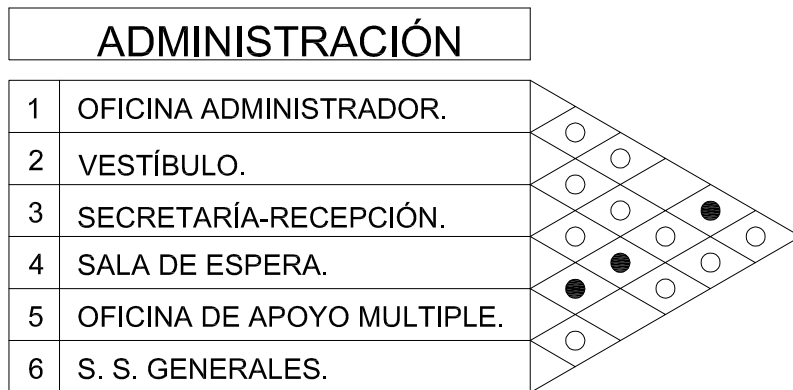 ADMINISTRACIÓN
1 OFICINA ADMINISTRADOR.
2 VESTÍBULO.
3 SECRETARÍA-RECEPCIÓN.
4 SALA DE ESPERA.
5 OFICINA DE APOYO MULTIPLE.
6 S. S. GENERALES.